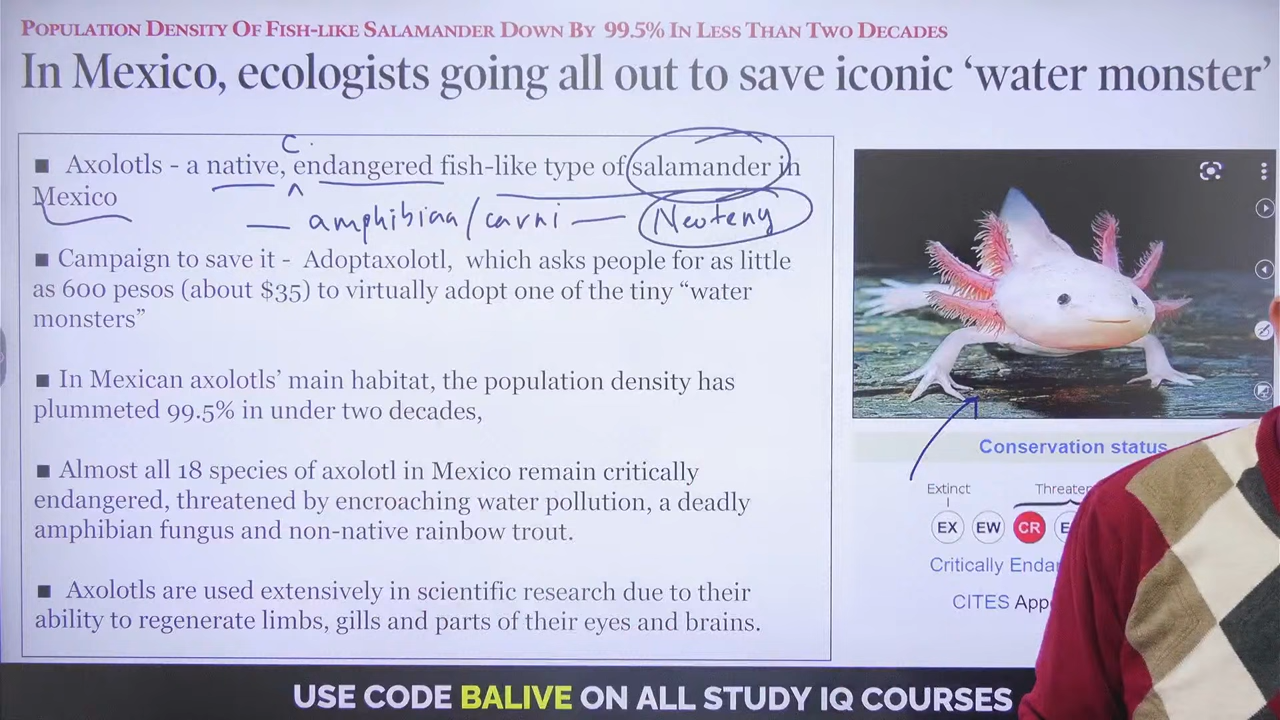 POPULATION DENSITY OF FISH-LIKE SALAMANDER DOWN BY 99.5% IN LESS THAN TWO DECADES
In Mexico, ecologists going all out to save iconic ‘water monster’
C.
■ Axolotls - a native, endangered fish-like type of salamander in
Mexico
— amphibian/carni — Neoteny
■ Campaign to save it - Adoptaxolotl, which asks people for as little
as 600 pesos (about $35) to virtually adopt one of the tiny “water
monsters”
■ In Mexican axolotls’ main habitat, the population density has
plummeted 99.5% in under two decades,
■ Almost all 18 species of axolotl in Mexico remain critically
endangered, threatened by encroaching water pollution, a deadly
amphibian fungus and non-native rainbow trout.
■ Axolotls are used extensively in scientific research due to their
ability to regenerate limbs, gills and parts of their eyes and brains.
Conservation status
Extinct
EX EW CR
CITES
USE CODE BALIVE ON ALL STUDY IQ COURSES